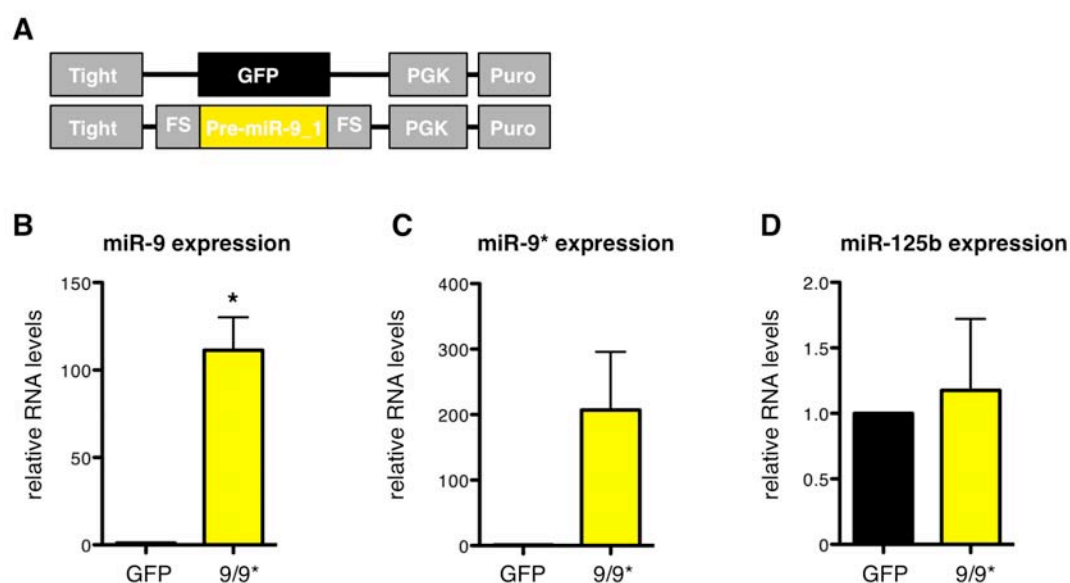 A
Tight GFP PGK Puro
Tight FS Pre-miR-9_1 FS PGK Puro
B
miR-9 expression
relative RNA levels
150
100
50
0
*
GFP 9/9*
C
miR-9* expression
relative RNA levels
400
300
200
100
0
GFP 9/9*
D
miR-125b expression
relative RNA levels
2.0
1.5
1.0
0.5
0
GFP 9/9*